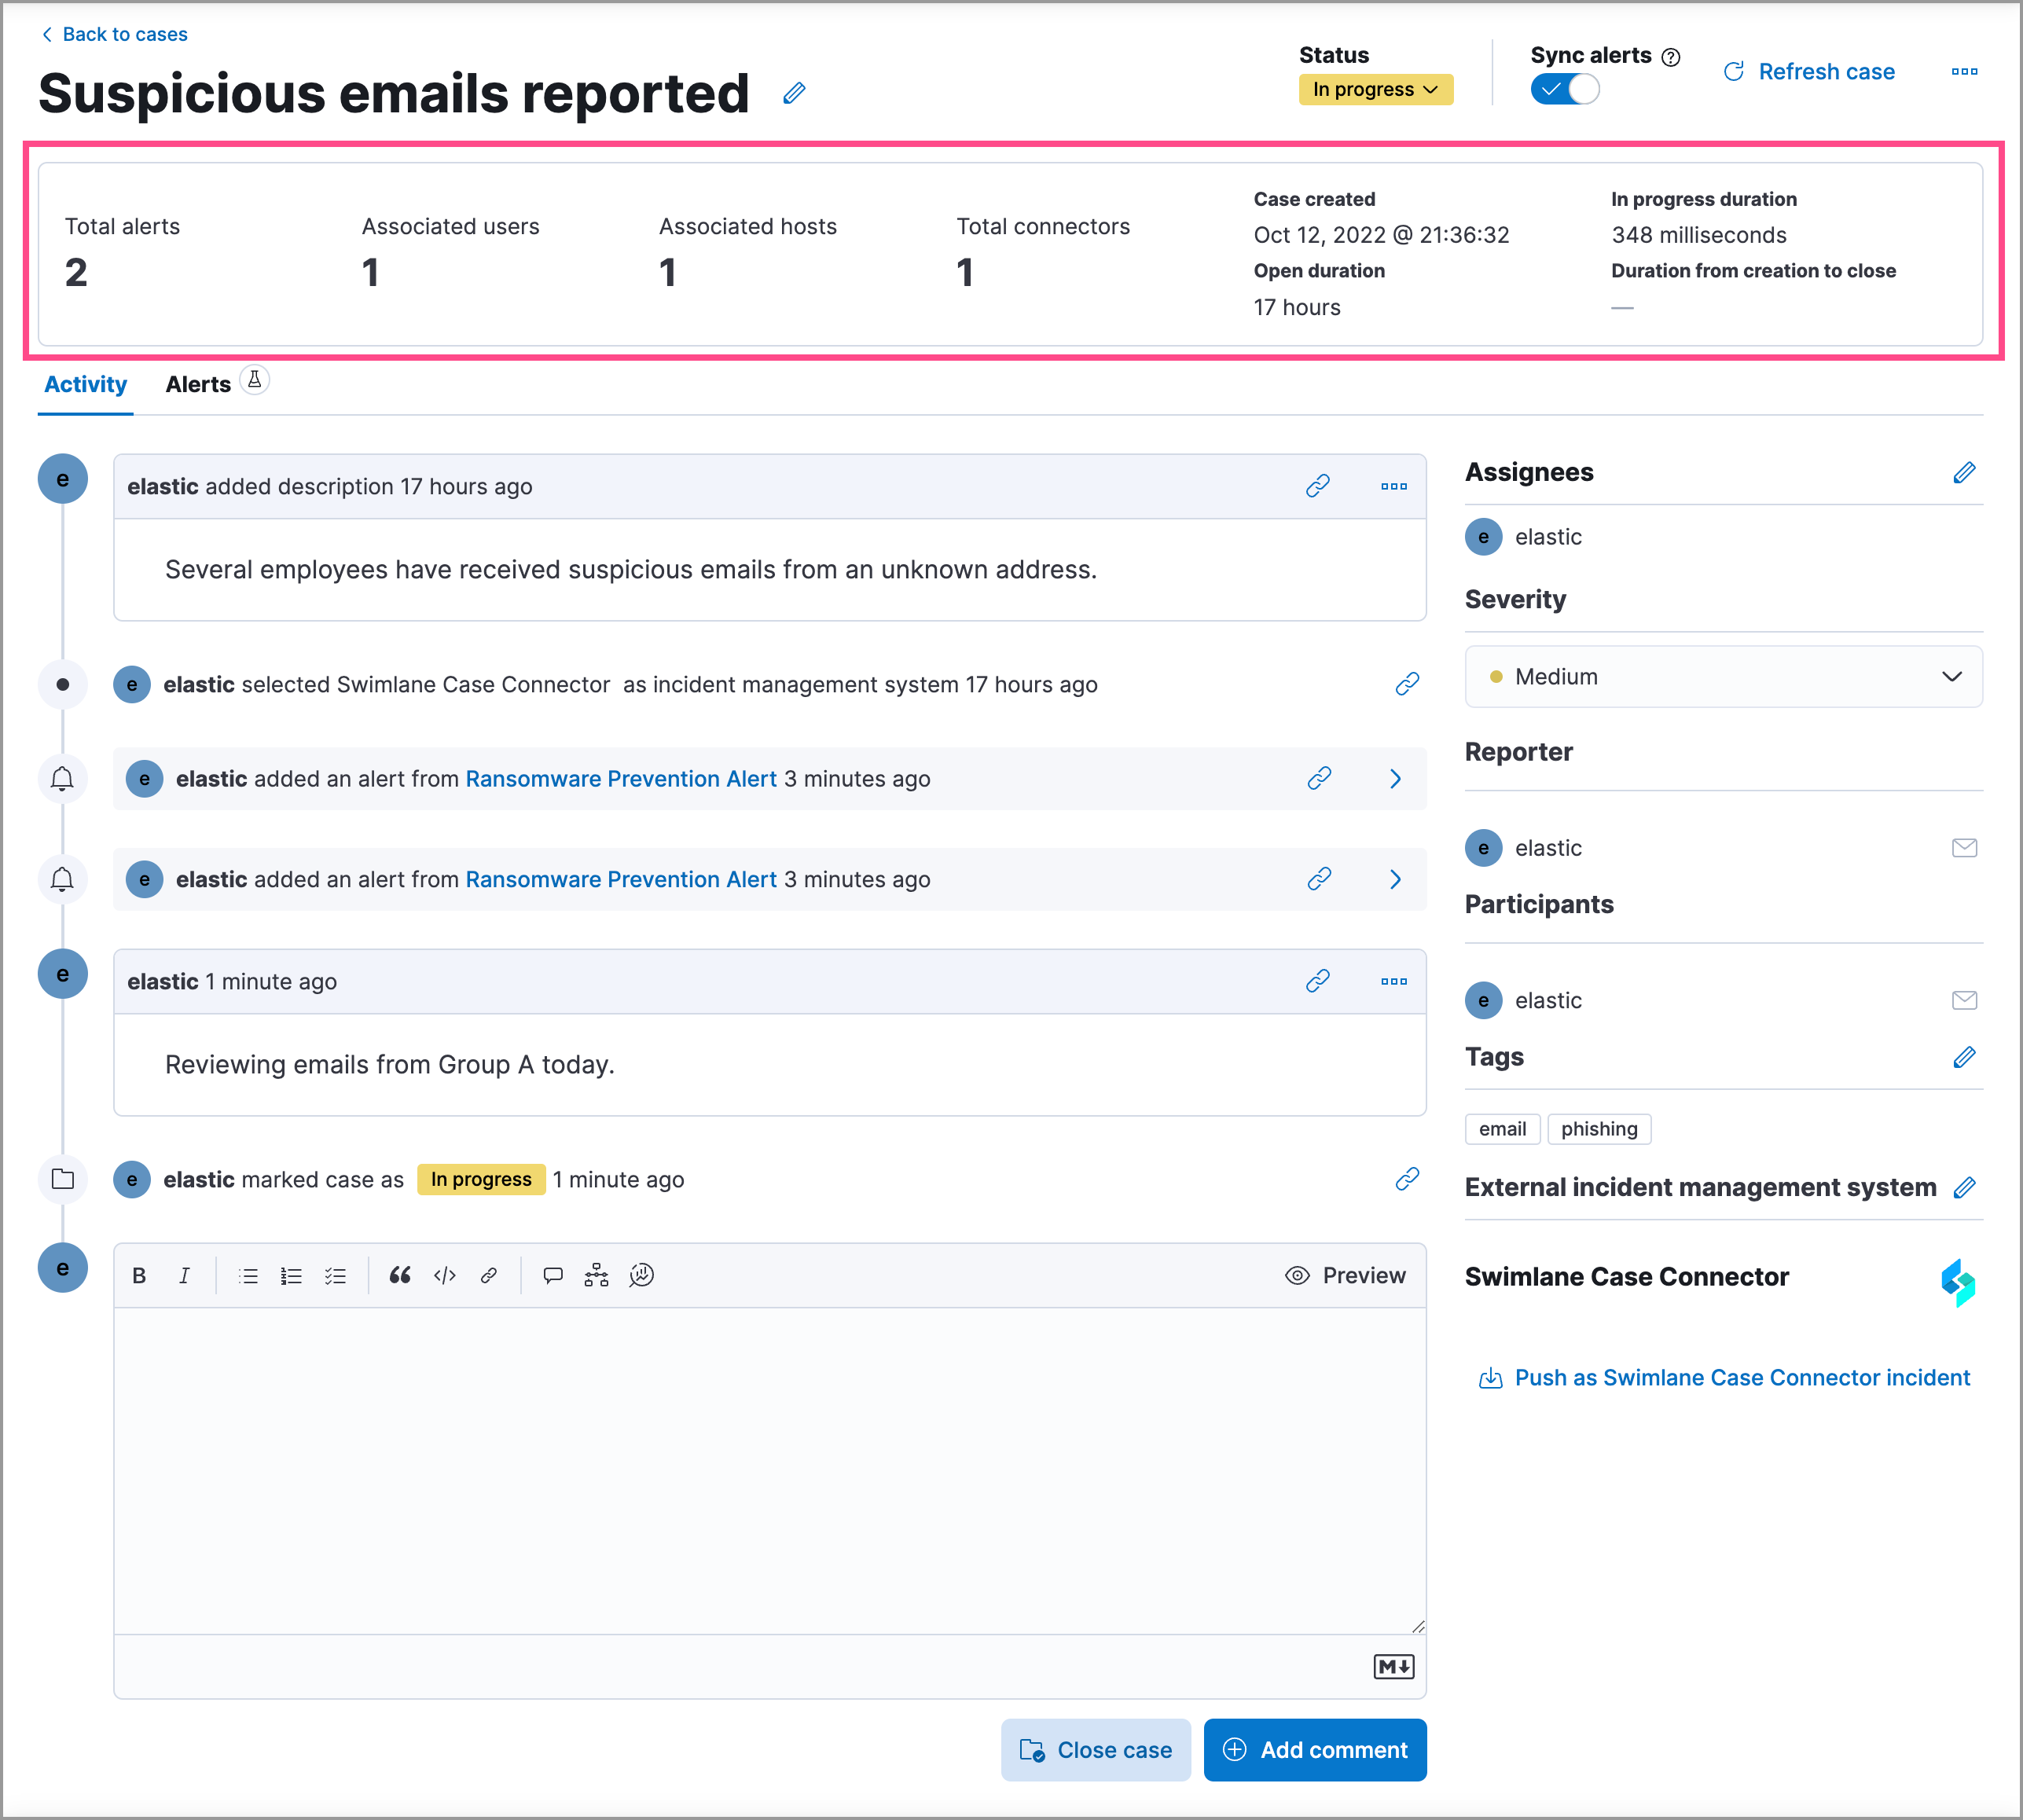 Back to cases
Suspicious emails reported
Status
In progress
Sync alerts
Refresh case
Total alerts
2
Associated users
1
Associated hosts
1
Total connectors
1
Case created
Oct 12, 2022 @ 21:36:32
Open duration
17 hours
In progress duration
348 milliseconds
Duration from creation to close
—
Activity
Alerts
e
elastic added description 17 hours ago
Several employees have received suspicious emails from an unknown address.
e elastic selected Swimlane Case Connector as incident management system 17 hours ago
e elastic added an alert from Ransomware Prevention Alert 3 minutes ago
e elastic added an alert from Ransomware Prevention Alert 3 minutes ago
e
elastic 1 minute ago
Reviewing emails from Group A today.
e elastic marked case as In progress 1 minute ago
e
B I
Preview
M
Close case
Add comment
Assignees
e elastic
Severity
Medium
Reporter
e elastic
Participants
e elastic
Tags
email phishing
External incident management system
Swimlane Case Connector
Push as Swimlane Case Connector incident